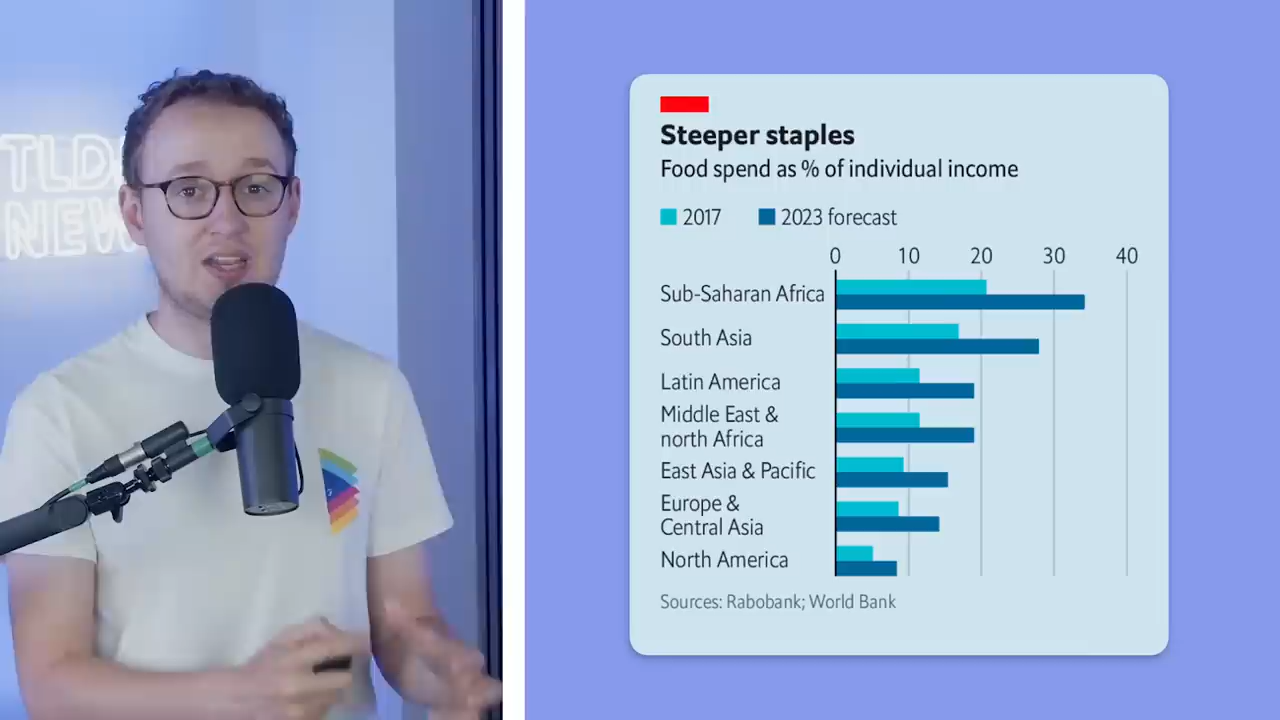 TLD
NEW
Steeper staples
Food spend as % of individual income
2017 2023 forecast
0 10 20 30 40
Sub-Saharan Africa
South Asia
Latin America
Middle East &
north Africa
East Asia & Pacific
Europe &
Central Asia
North America
Sources: Rabobank; World Bank